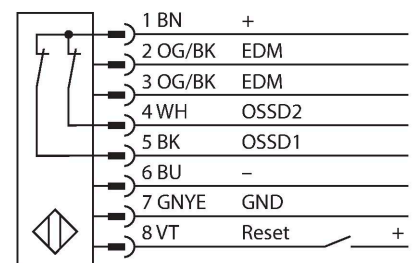 1 BN +
2 OG/BK EDM
3 OG/BK EDM
4 WH OSSD2
5 BK OSSD1
6 BU –
7 GNYE GND
8 VT Reset +